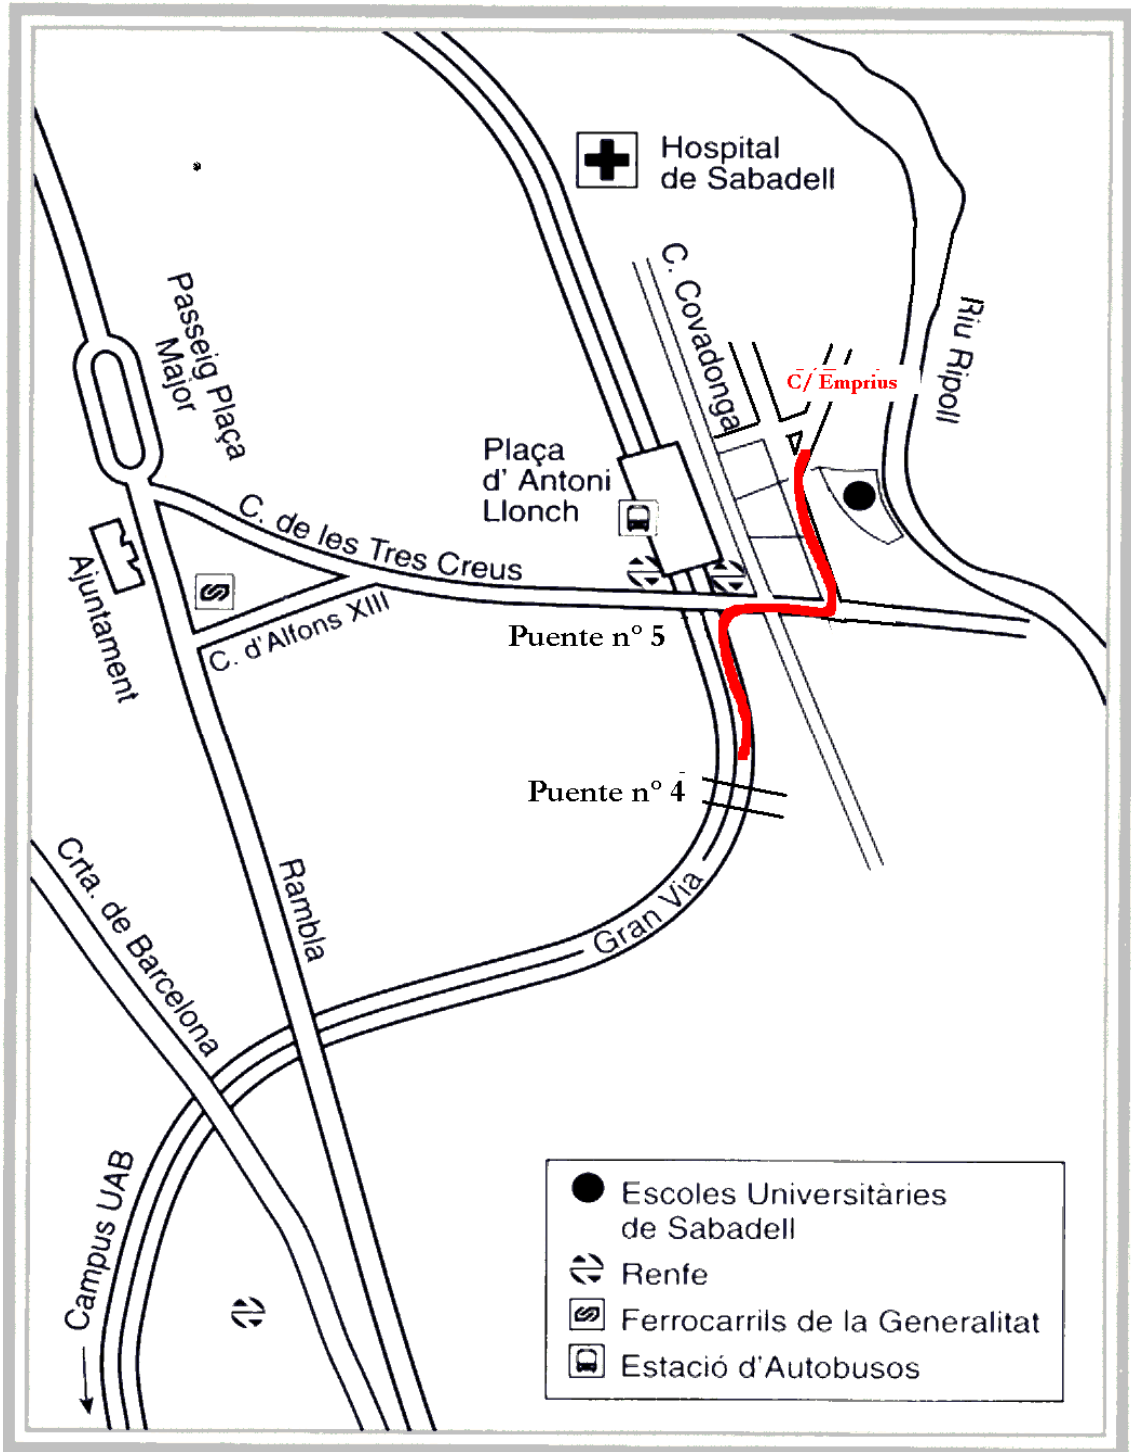 Hospital
de Sabadell
C. Covadonga
Riu Ripoll
Passeig Plaça
Major
C/ Emprius
Plaça
d' Antoni
Llonch
C. de les Tres Creus
Ajuntament
C. d'Alfons XIII
Puente nº 5
Puente nº 4
Crta. de Barcelona
Rambla
Gran Via
Campus UAB
Escoles Universitàries
de Sabadell
Renfe
Ferrocarrils de la Generalitat
Estació d'Autobusos